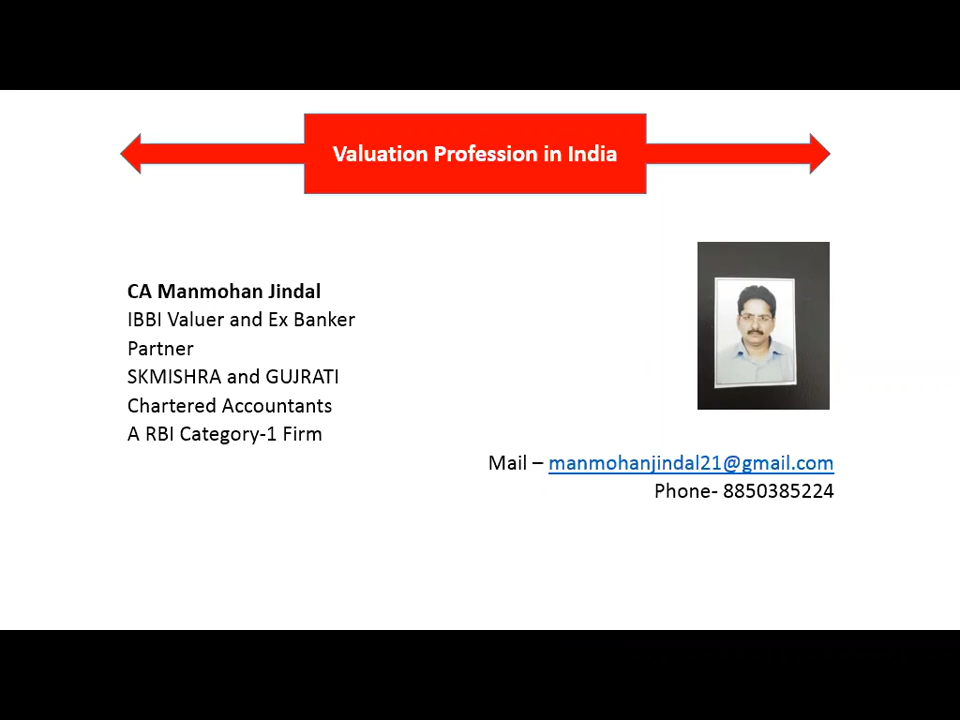 Valuation Profession in India
CA Manmohan Jindal
IBBI Valuer and Ex Banker
Partner
SKMISHRA and GUJRATI
Chartered Accountants
A RBI Category-1 Firm
Mail – manmohanjindal21@gmail.com
Phone- 8850385224